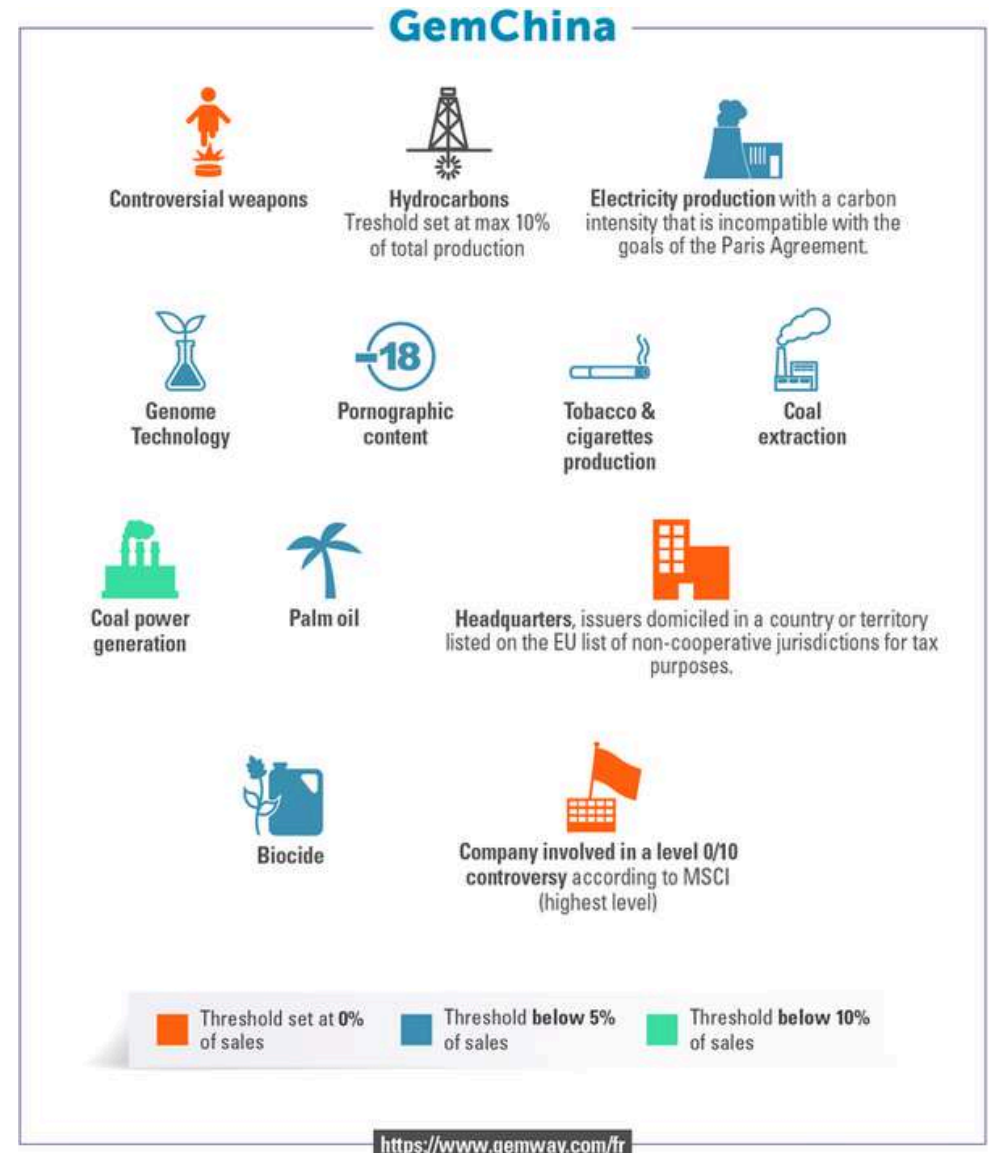 GemChina
Controversial weapons
Hydrocarbons
Treshold set at max 10%
of total production
Electricity production with a carbon
intensity that is incompatible with the
goals of the Paris Agreement.
Genome
Technology
-18
Pornographic
content
Tobacco &
cigarettes
production
Coal
extraction
Coal power
generation
Palm oil
Headquarters, issuers domiciled in a country or territory
listed on the EU list of non-cooperative jurisdictions for tax
purposes.
Biocide
Company involved in a level 0/10
controversy according to MSCI
(highest level)
Threshold set at 0%
of sales
Threshold below 5%
of sales
Threshold below 10%
of sales
https://www.gemway.com/fr